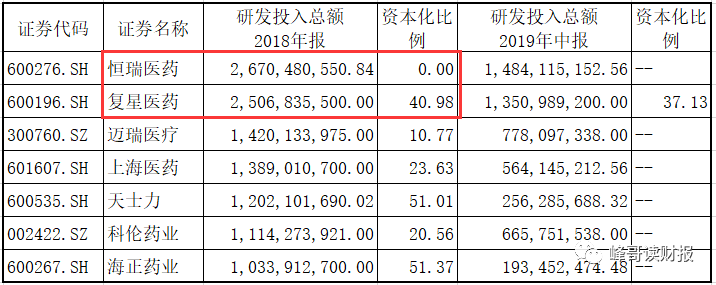 证券代码 证券名称 研发投入总额 2018年报 资本化比例 研发投入总额 2019年中报 资本化比例
600276.SH 恒瑞医药 2,670,480,550.84 0.00 1,484,115,152.56 --
600196.SH 复星医药 2,506,835,500.00 40.98 1,350,989,200.00 37.13
300760.SZ 迈瑞医疗 1,420,133,975.00 10.77 778,097,338.00 --
601607.SH 上海医药 1,389,010,700.00 23.63 564,145,212.56 --
600535.SH 天士力 1,202,101,690.02 51.01 256,285,688.32 --
002422.SZ 科伦药业 1,114,273,921.00 20.56 665,751,538.00 --
600267.SH 海正药业 1,033,912,700.00 51.37 193,452,474.48 --
峰哥读财报